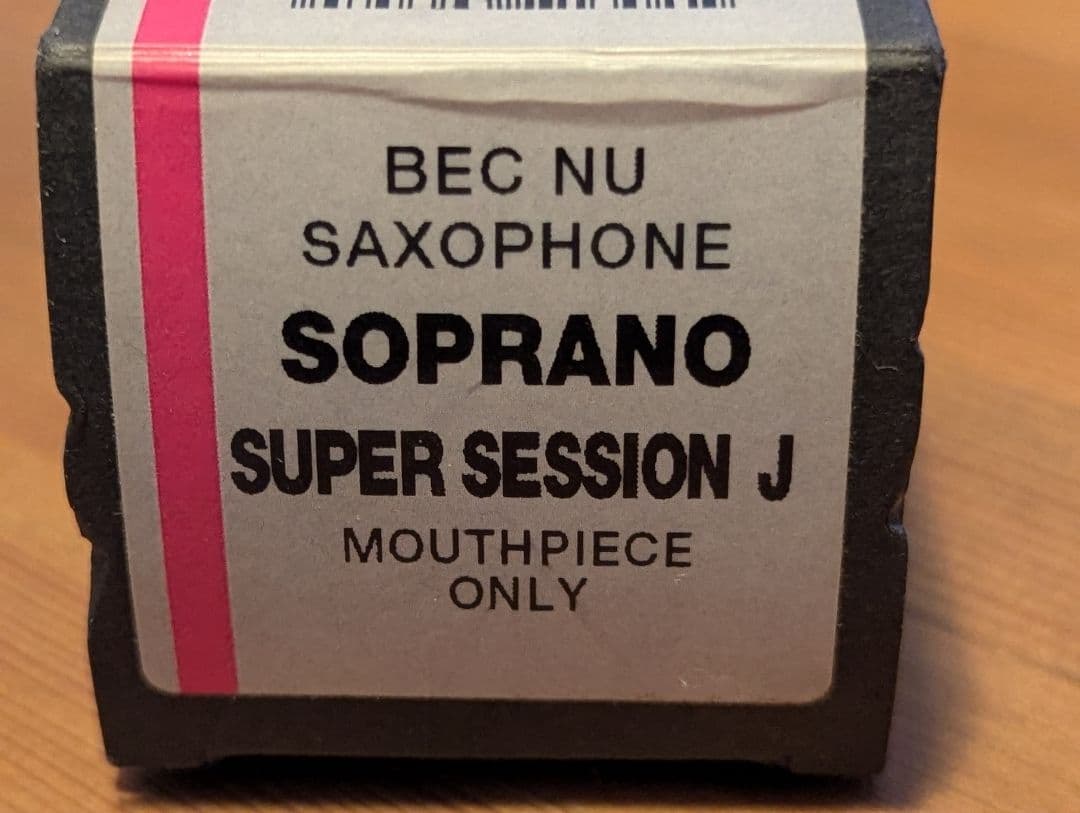 BEC NU
SAXOPHONE
SOPRANO
SUPER SESSION J
MOUTHPIECE
ONLY